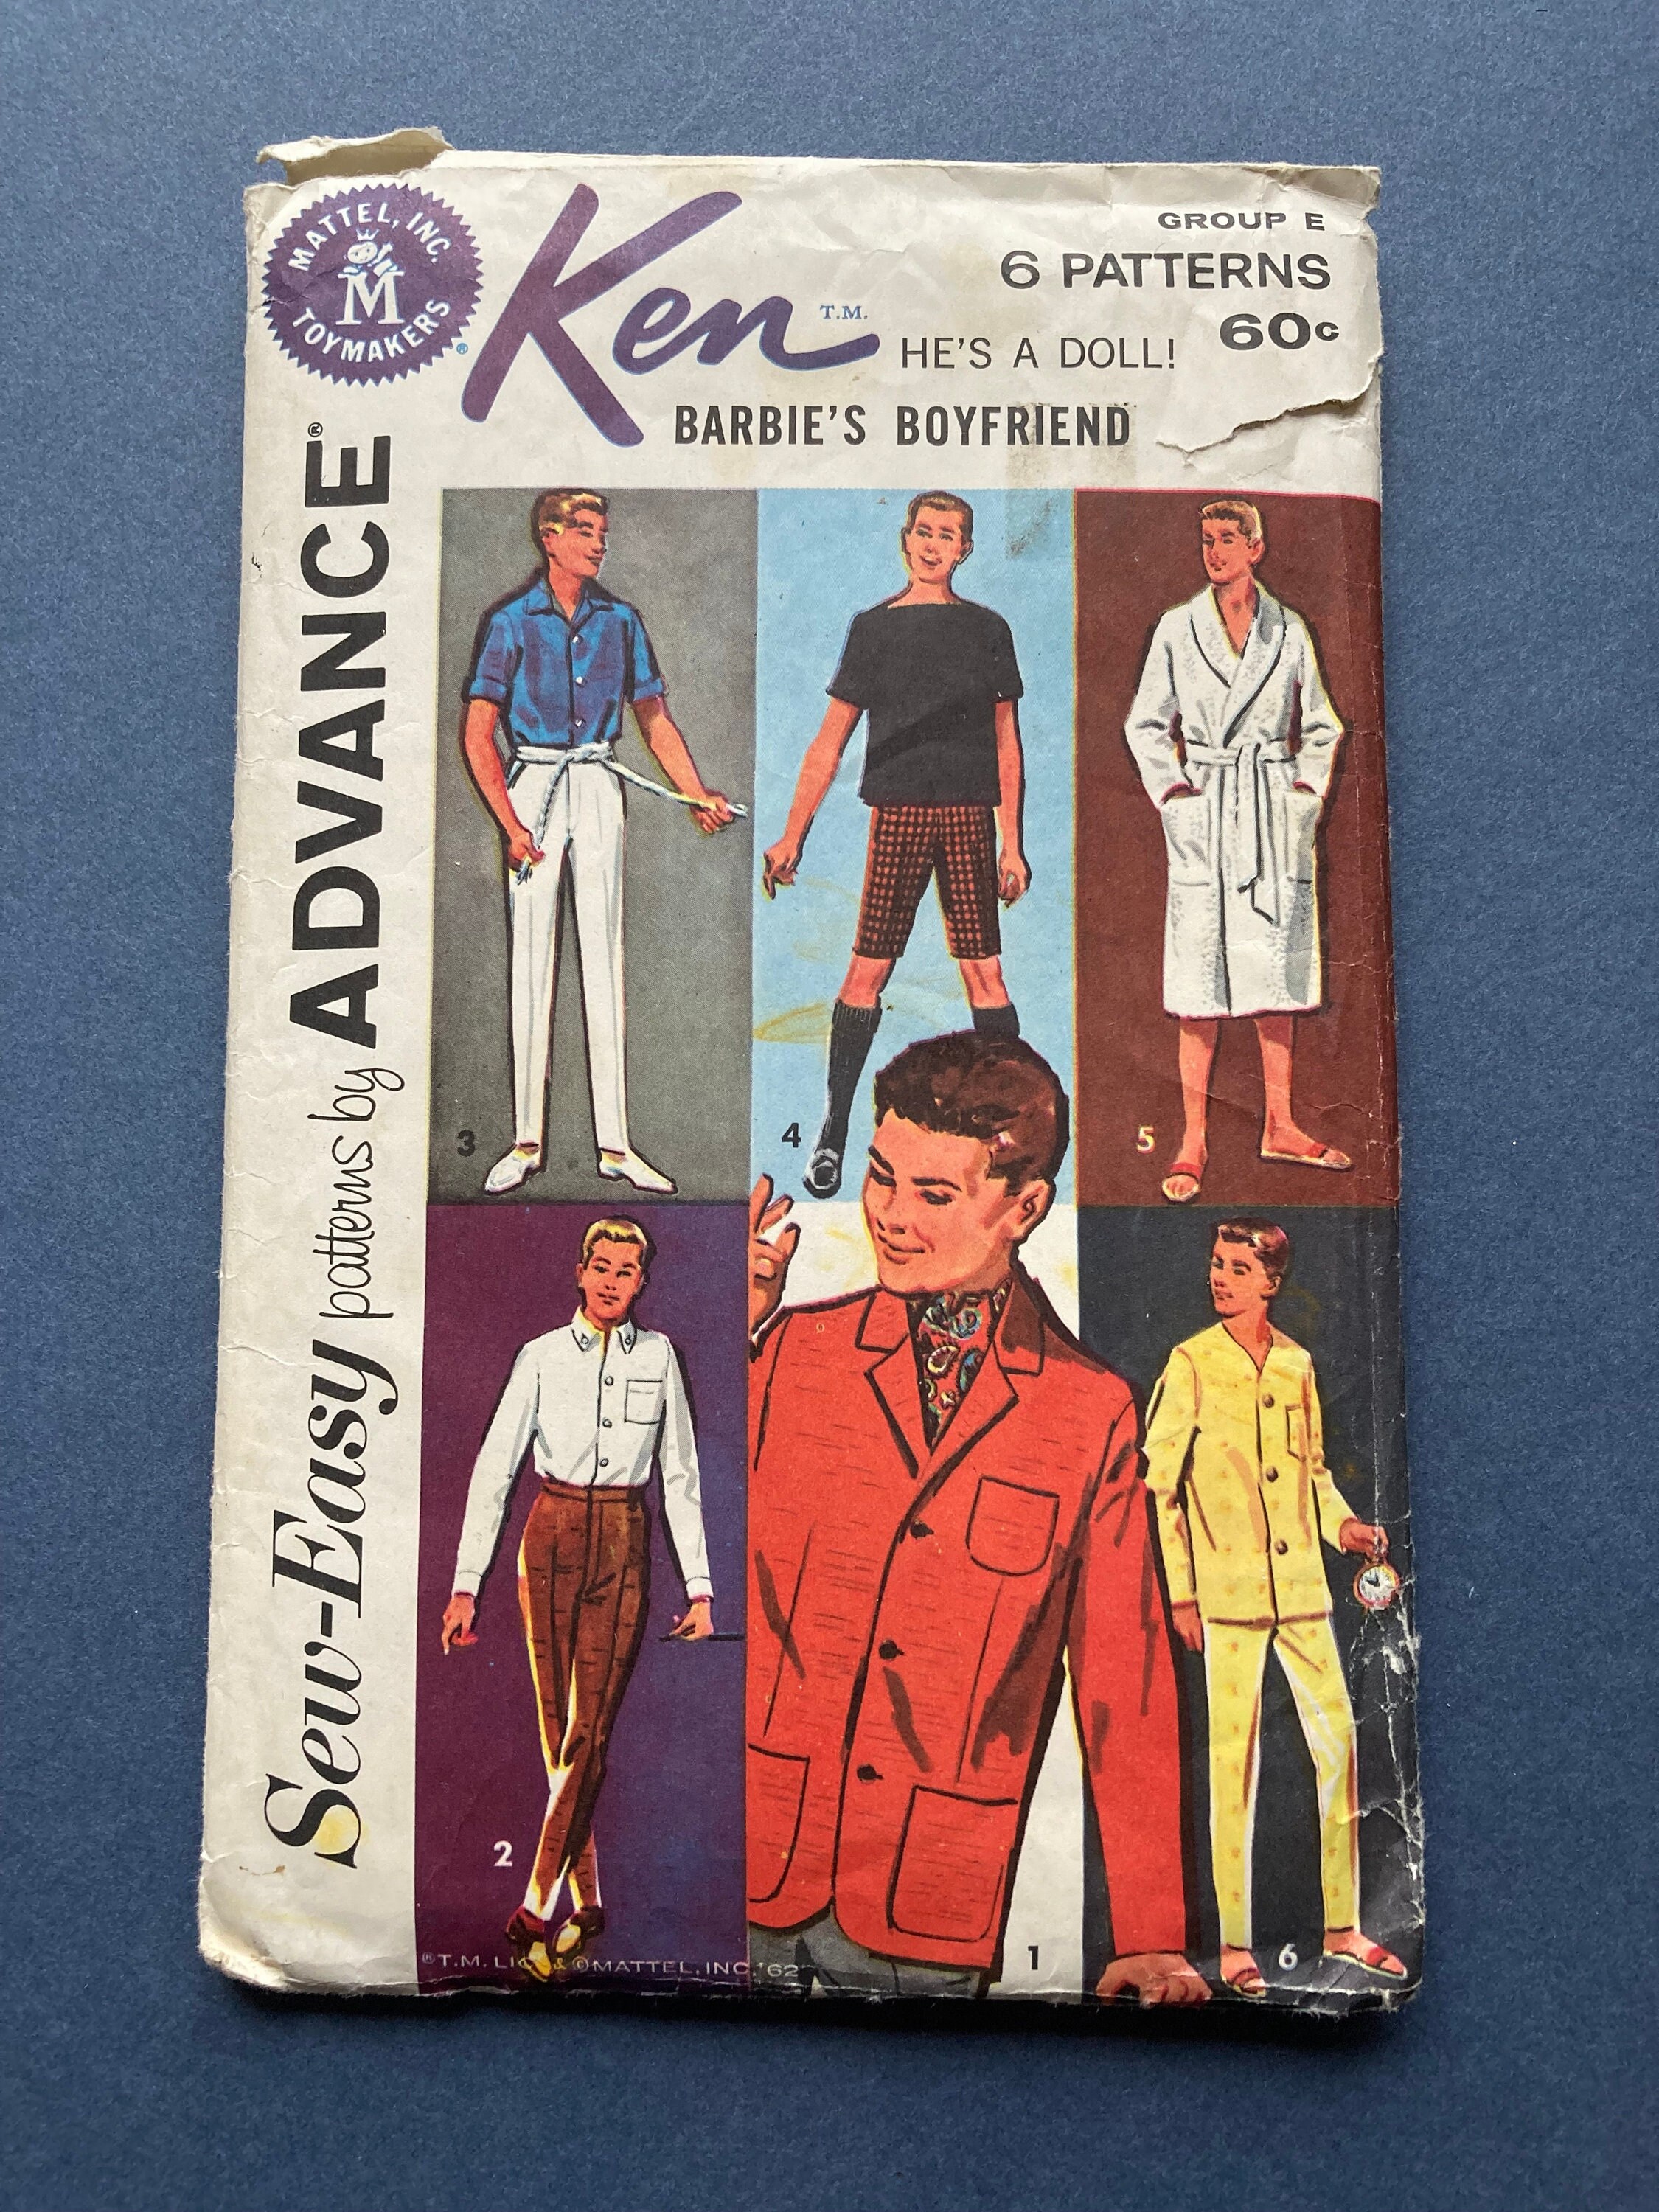 MATTEL, INC.
M
TOYMAKERS
®
Ken T.M.
HE'S A DOLL!
BARBIE'S BOYFRIEND
GROUP E
6 PATTERNS
60c
Sew-Easy patterns by ADVANCE®
3
4
5
2
1
6
®T.M. LIC. & ©MATTEL, INC. '62